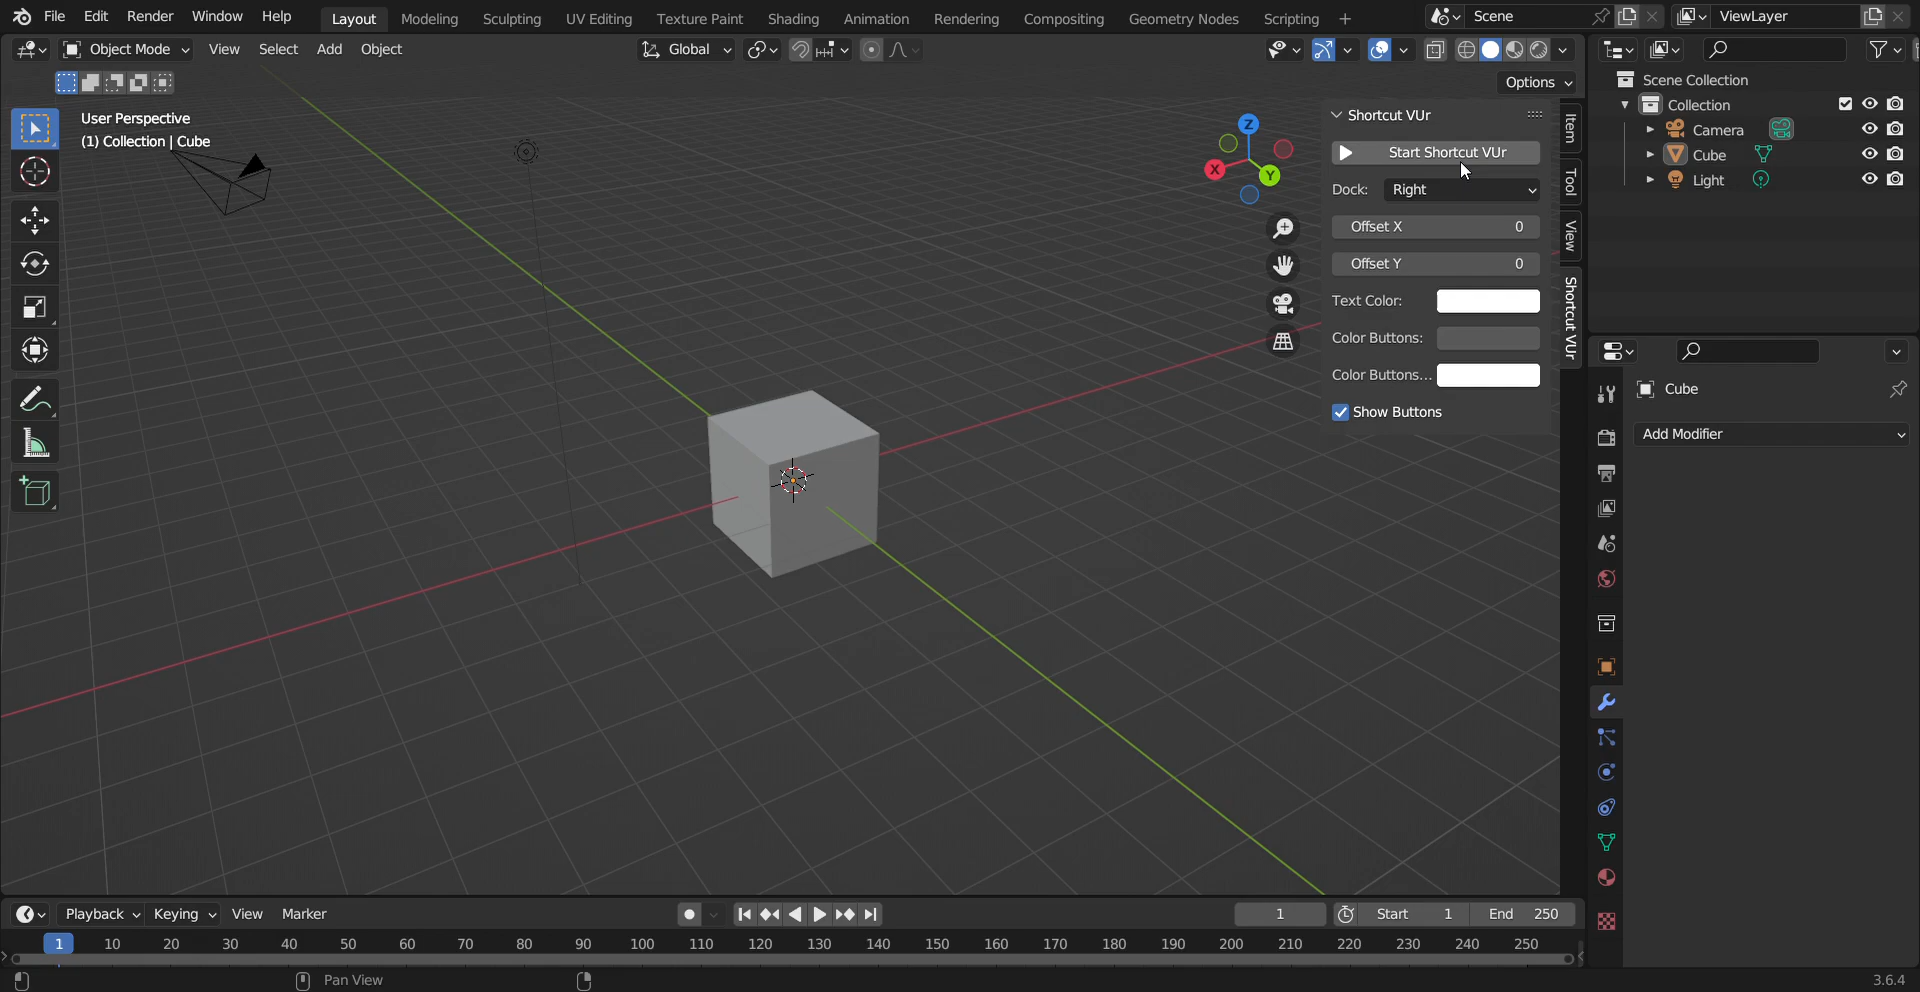 File Edit Render Window Help Layout Modeling Sculpting UV Editing Texture Paint Shading Animation Rendering Compositing Geometry Nodes Scripting + Scene ViewLayer
Object Mode View Select Add Object Global
Options
User Perspective
(1) Collection | Cube
Z
X
Y
Shortcut VUr
Start Shortcut VUr
Dock: Right
Offset X 0
Offset Y 0
Text Color:
Color Buttons:
Color Buttons...
Show Buttons
Item
Tool
View
Shortcut VUr
Scene Collection
Collection
Camera
Cube
Light
Cube
Add Modifier
Playback Keying View Marker 1 Start 1 End 250
1 10 20 30 40 50 60 70 80 90 100 110 120 130 140 150 160 170 180 190 200 210 220 230 240 250
Pan View 3.6.4